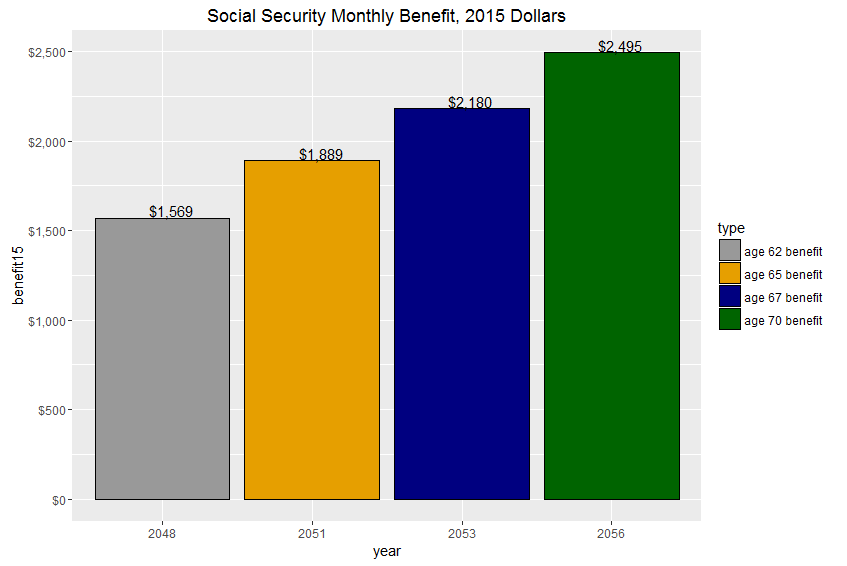 Social Security Monthly Benefit, 2015 Dollars
$2,500
$2,000
$1,500
$1,000
$500
$0
benefit15
$1,569
$1,889
$2,180
$2,495
2048
2051
2053
2056
year
type
age 62 benefit
age 65 benefit
age 67 benefit
age 70 benefit